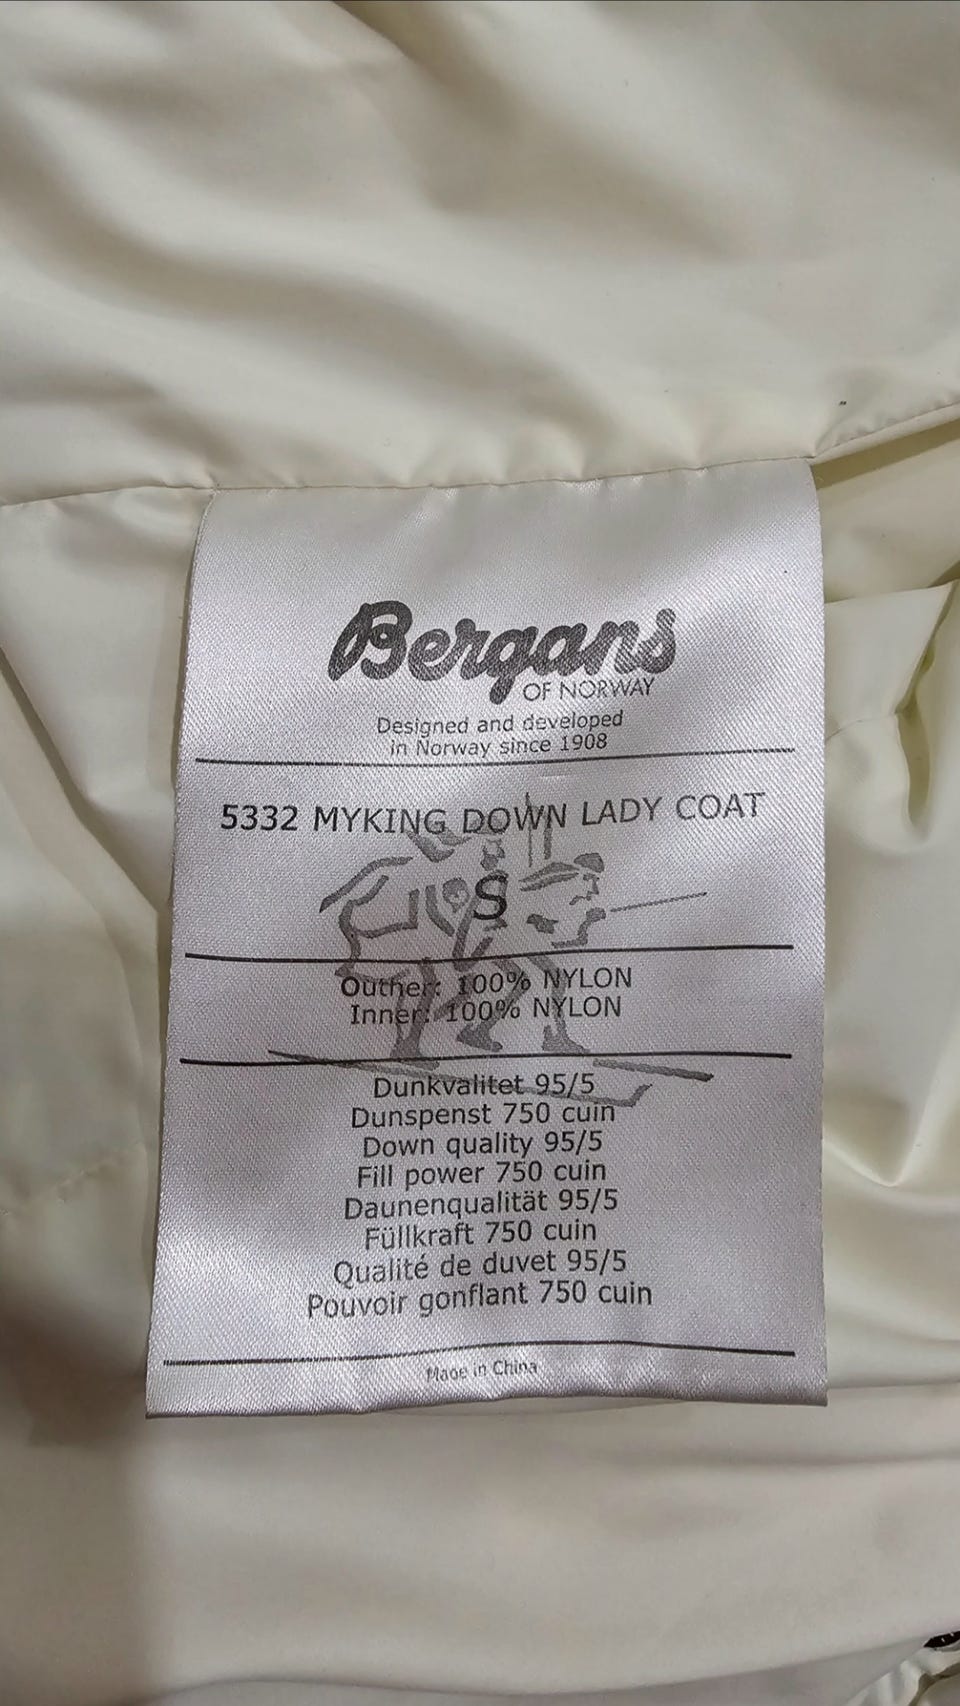 Bergans
OF NORWAY
Designed and developed
in Norway since 1908
5332 MYKING DOWN LADY COAT
S
Outher: 100% NYLON
Inner: 100% NYLON
Dunkvalitet 95/5
Dunspenst 750 cuin
Down quality 95/5
Fill power 750 cuin
Daunenqualität 95/5
Füllkraft 750 cuin
Qualité de duvet 95/5
Pouvoir gonflant 750 cuin
Made in China